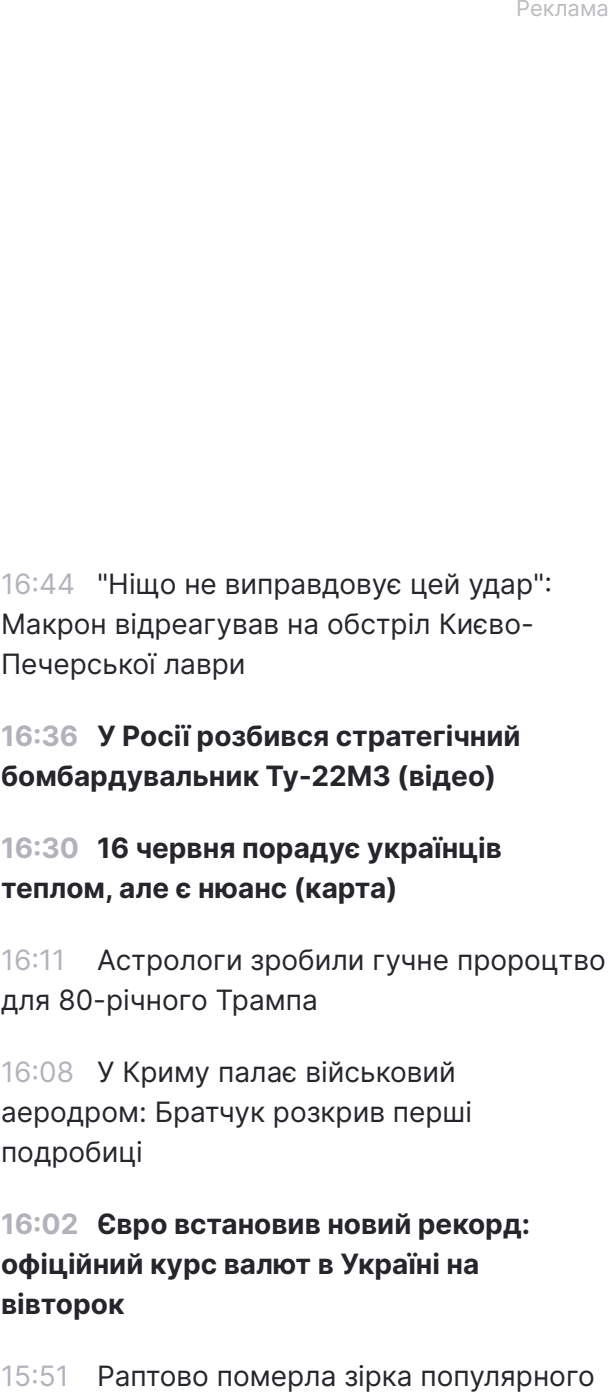 Реклама
16:44 "Ніщо не виправдовує цей удар":
Макрон відреагував на обстріл Києво-
Печерської лаври
16:36 У Росії розбився стратегічний
бомбардувальник Ту-22М3 (відео)
16:30 16 червня порадує українців
теплом, але є нюанс (карта)
16:11 Астрологи зробили гучне пророцтво
для 80-річного Трампа
16:08 У Криму палає військовий
аеродром: Братчук розкрив перші
подробиці
16:02 Євро встановив новий рекорд:
офіційний курс валют в Україні на
вівторок
15:51 Раптово померла зірка популярного